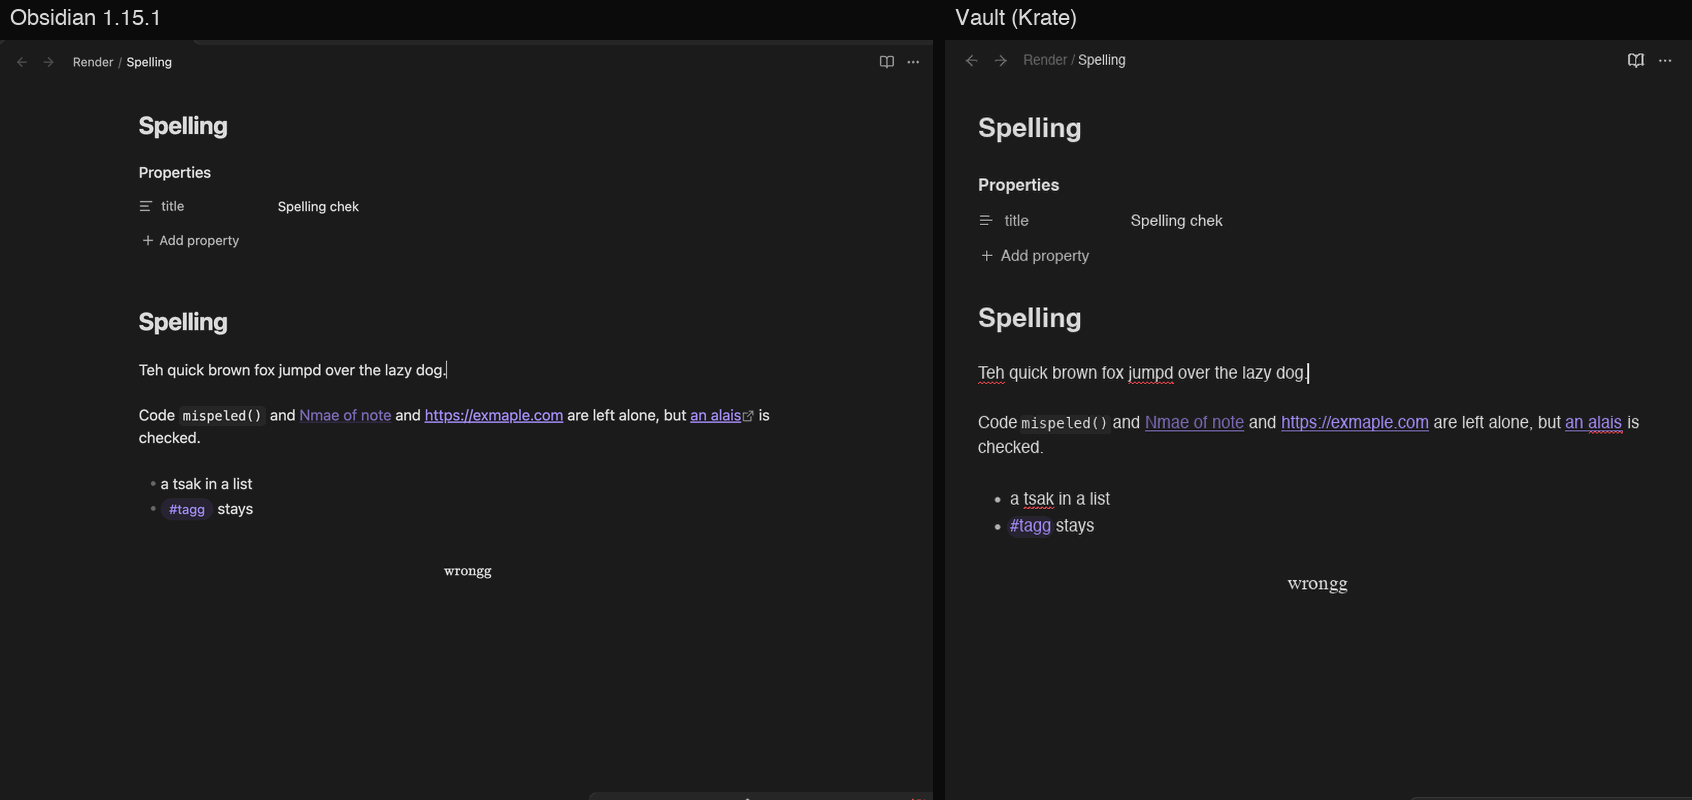 Obsidian 1.15.1
Render / Spelling
Spelling
Properties
title Spelling chek
+ Add property
Spelling
Teh quick brown fox jumpd over the lazy dog.
Code mispeled() and Nmae of note and https://exmaple.com are left alone, but an alais is
checked.
• a tsak in a list
• #tagg stays
wrongg
Vault (Krate)
Render / Spelling
Spelling
Properties
title Spelling chek
+ Add property
Spelling
Teh quick brown fox jumpd over the lazy dog.
Code mispeled() and Nmae of note and https://exmaple.com are left alone, but an alais is
checked.
• a tsak in a list
• #tagg stays
wrongg